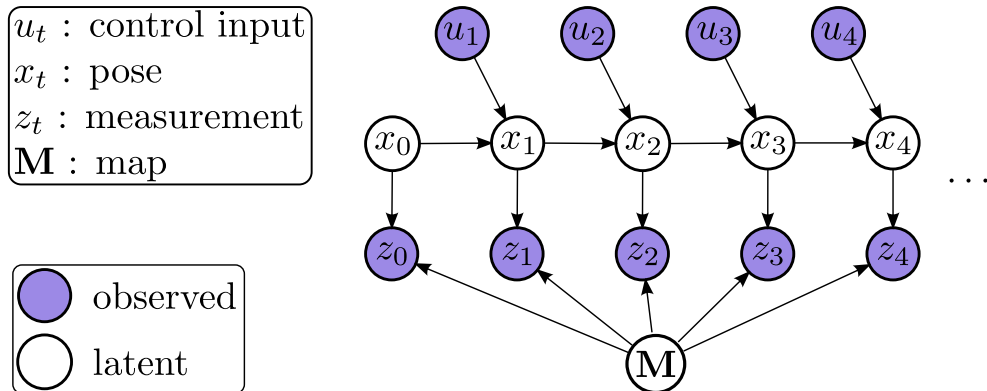 u_t : control input
x_t : pose
z_t : measurement
M : map
u_1 u_2 u_3 u_4
x_0 x_1 x_2 x_3 x_4
...
z_0 z_1 z_2 z_3 z_4
M
observed
latent